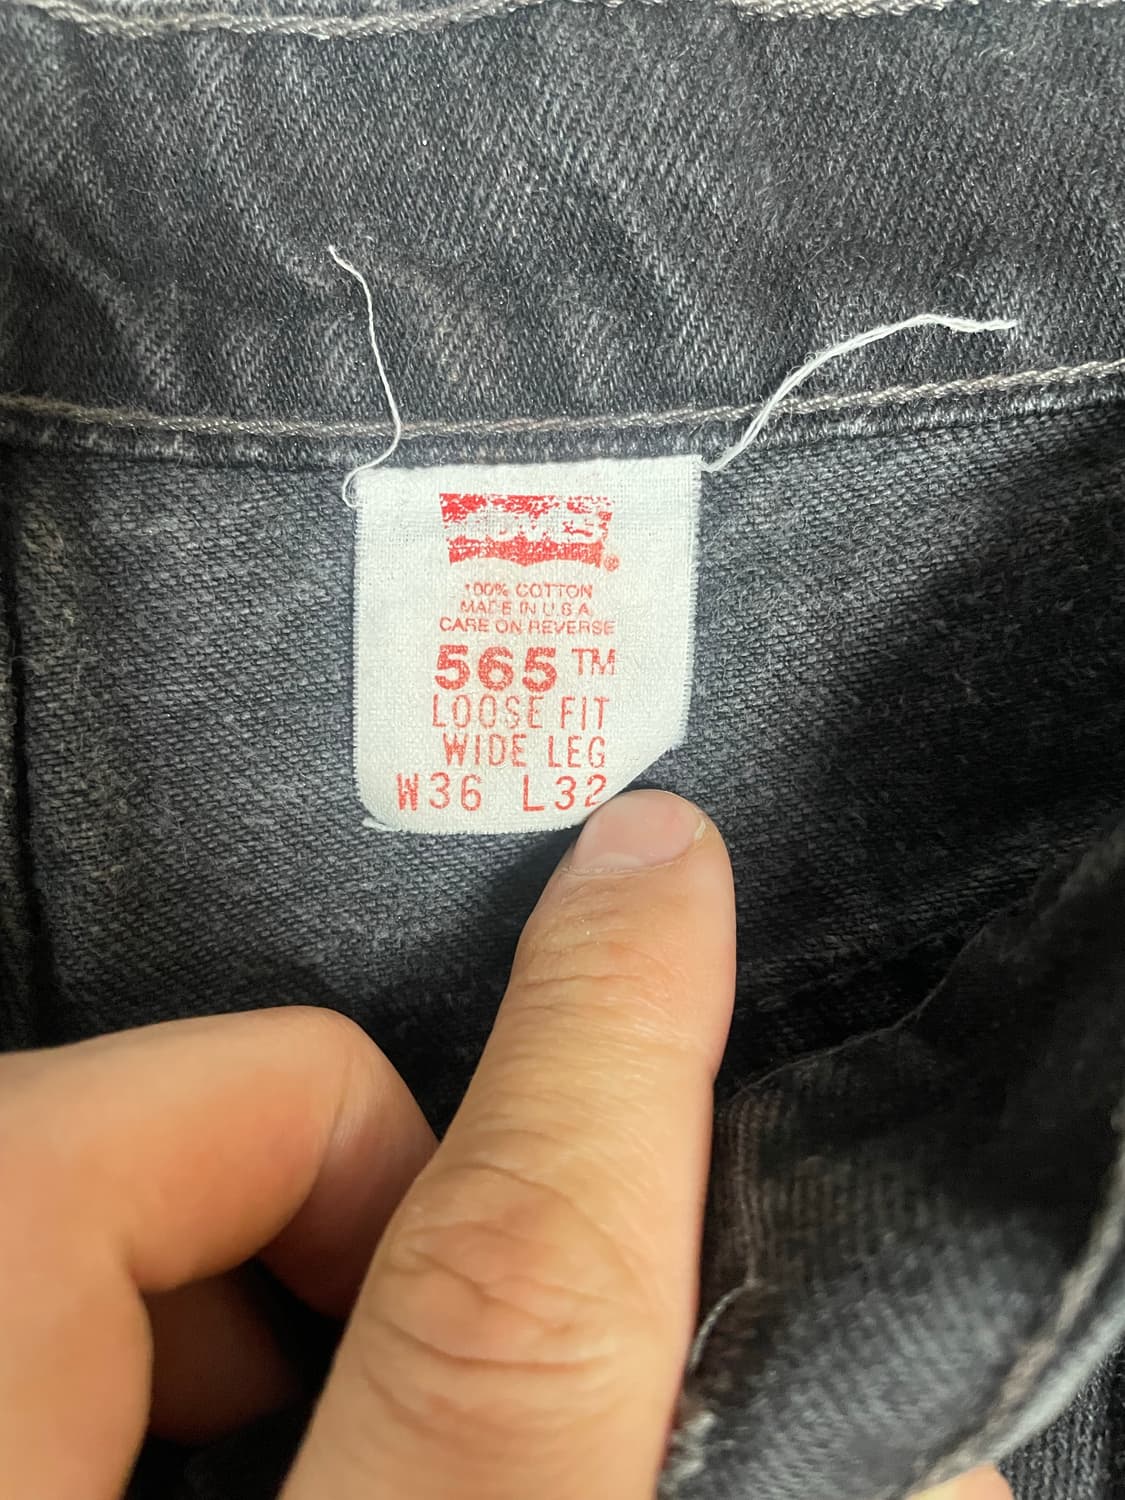 Levi's ®
100% COTTON
MADE IN U.S.A.
CARE ON REVERSE
565 TM
LOOSE FIT
WIDE LEG
W36 L32